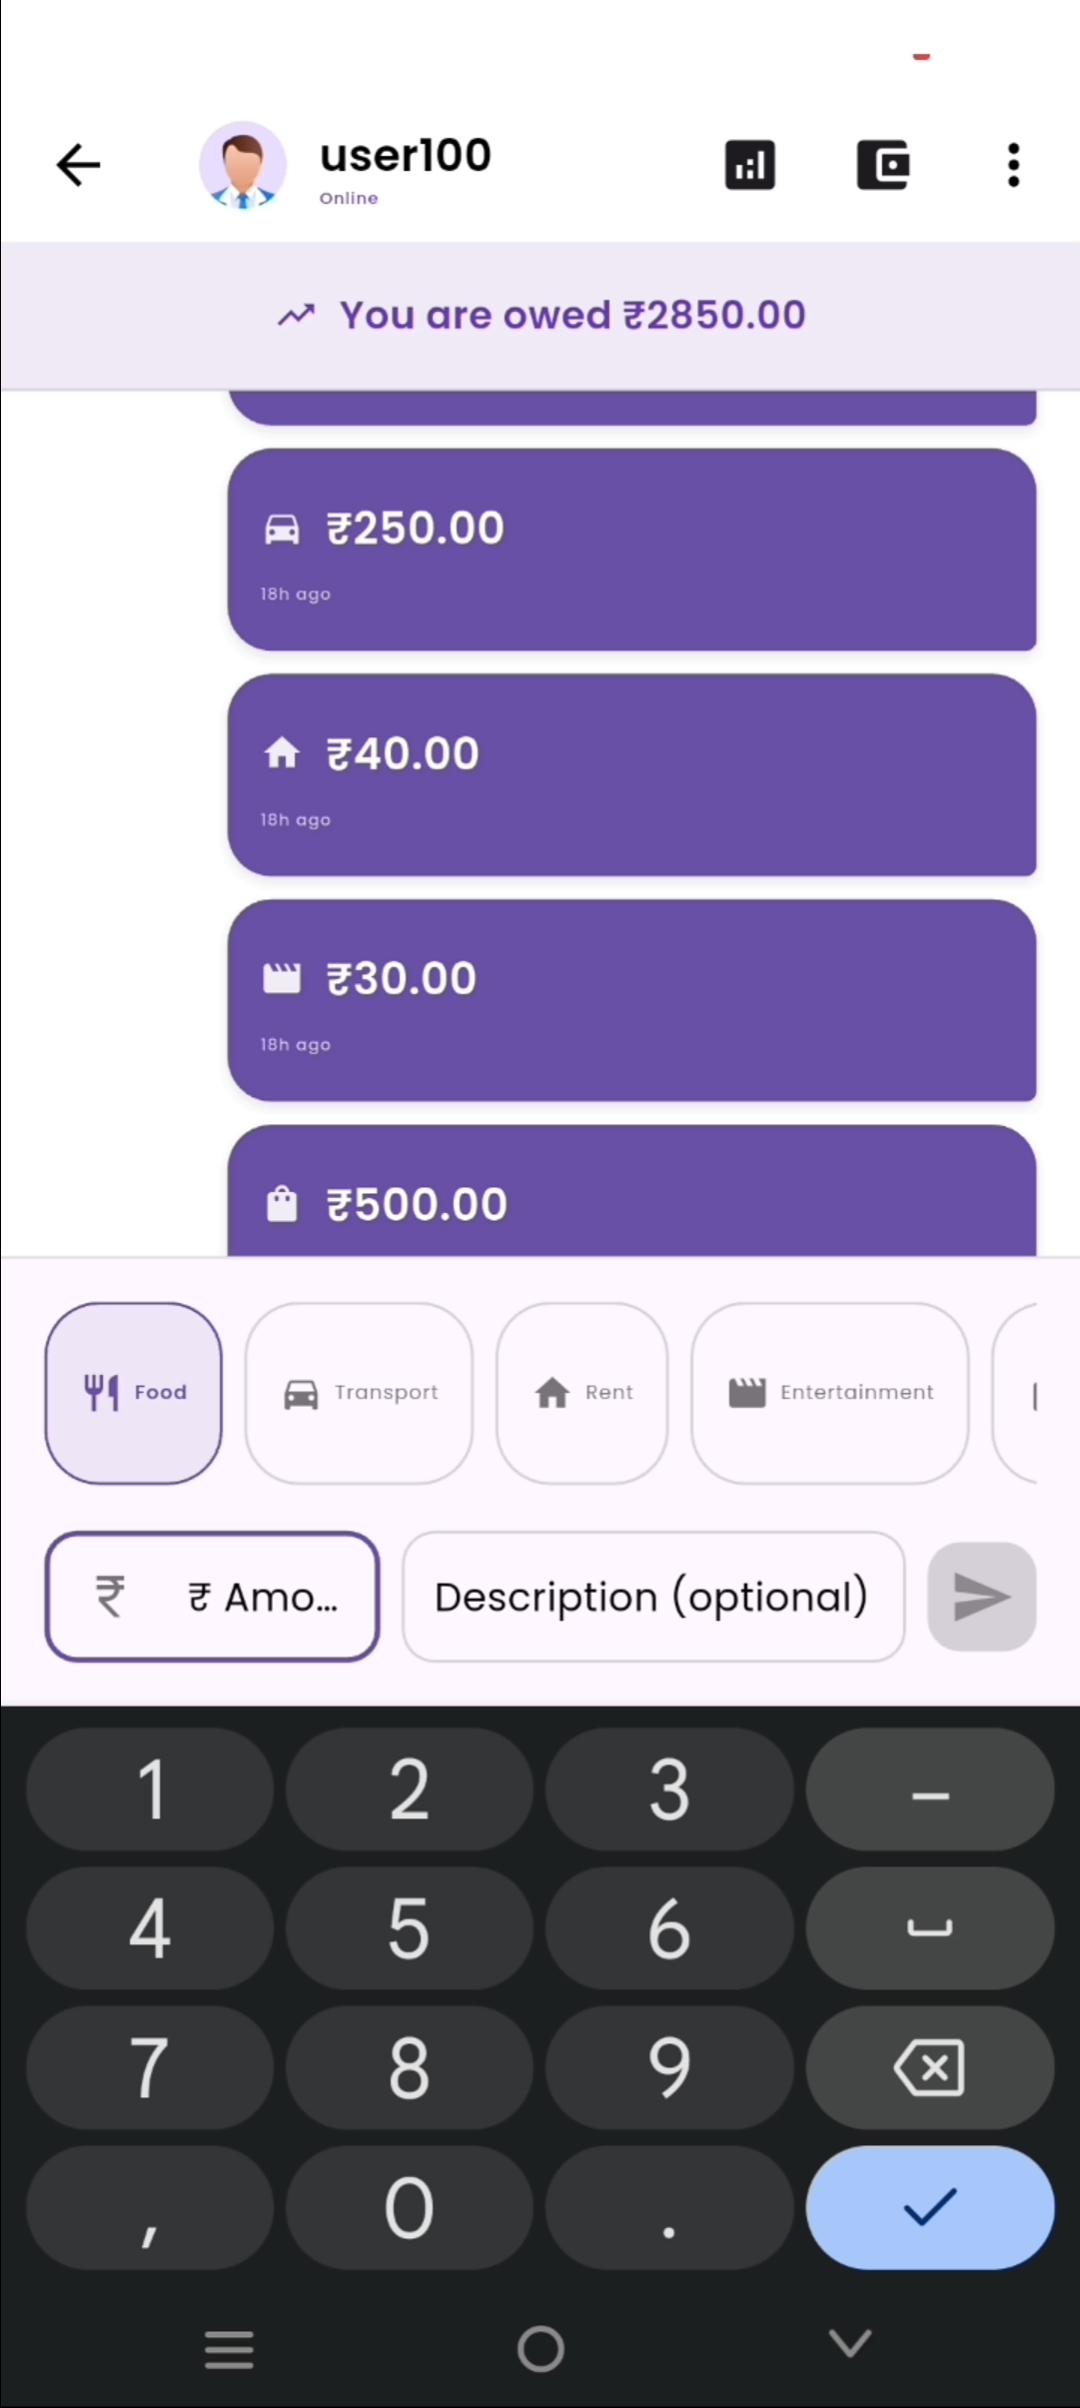 user100
Online
You are owed ₹2850.00
₹250.00
18h ago
₹40.00
18h ago
₹30.00
18h ago
₹500.00
Food Transport Rent Entertainment
₹ ₹ Amo... Description (optional)
1 2 3 –
4 5 6
7 8 9
, 0 .